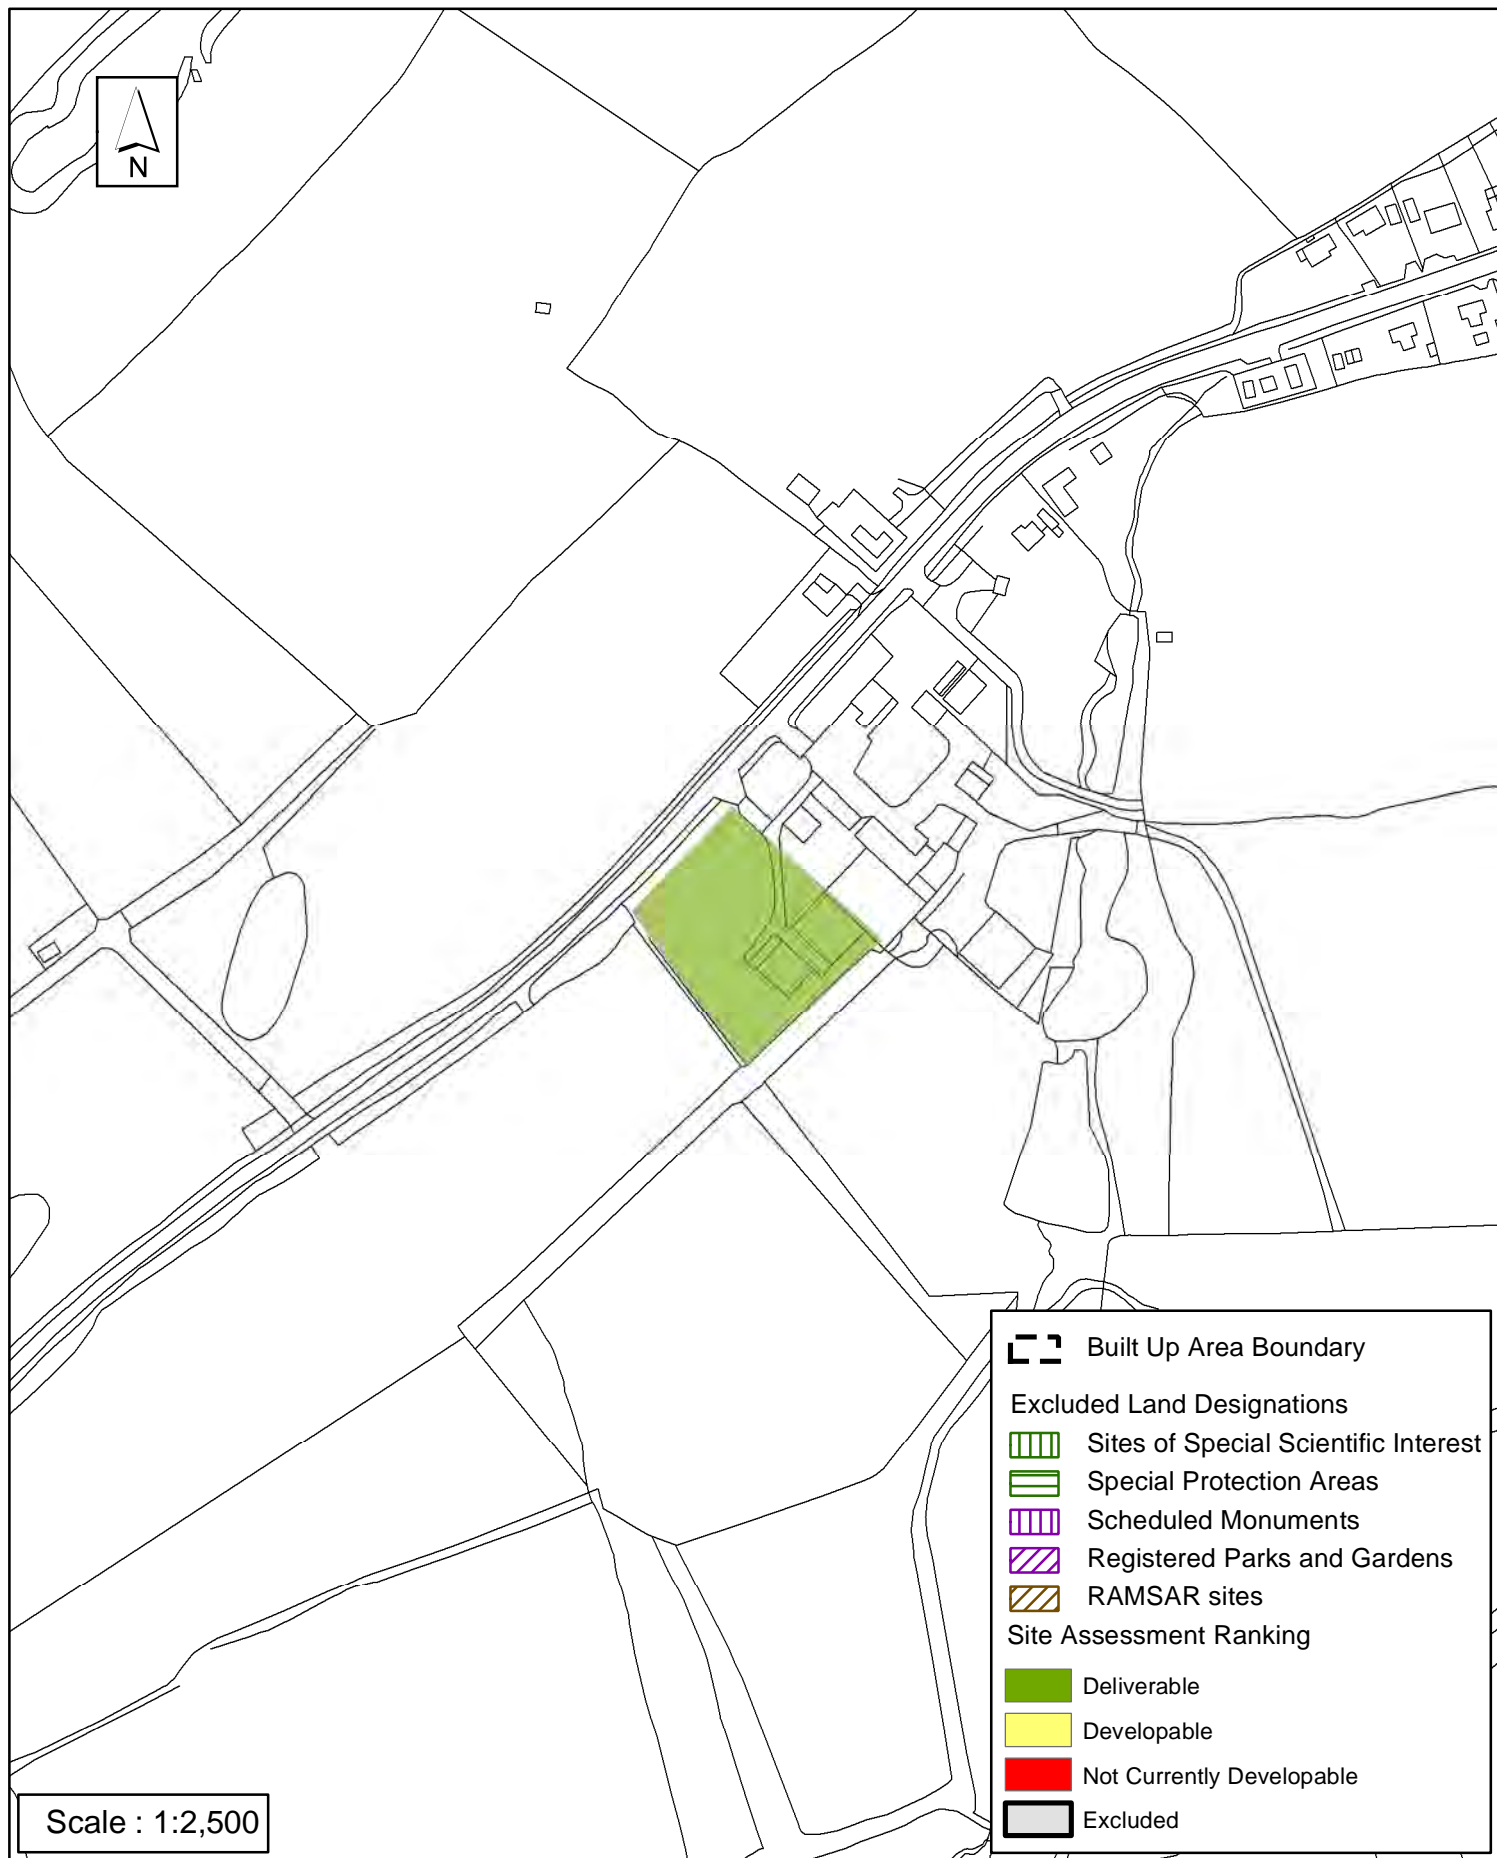 N
Built Up Area Boundary
Excluded Land Designations
Sites of Special Scientific Interest
Special Protection Areas
Scheduled Monuments
Registered Parks and Gardens
RAMSAR sites
Site Assessment Ranking
Deliverable
Developable
Not Currently Developable
Excluded
Scale : 1:2,500